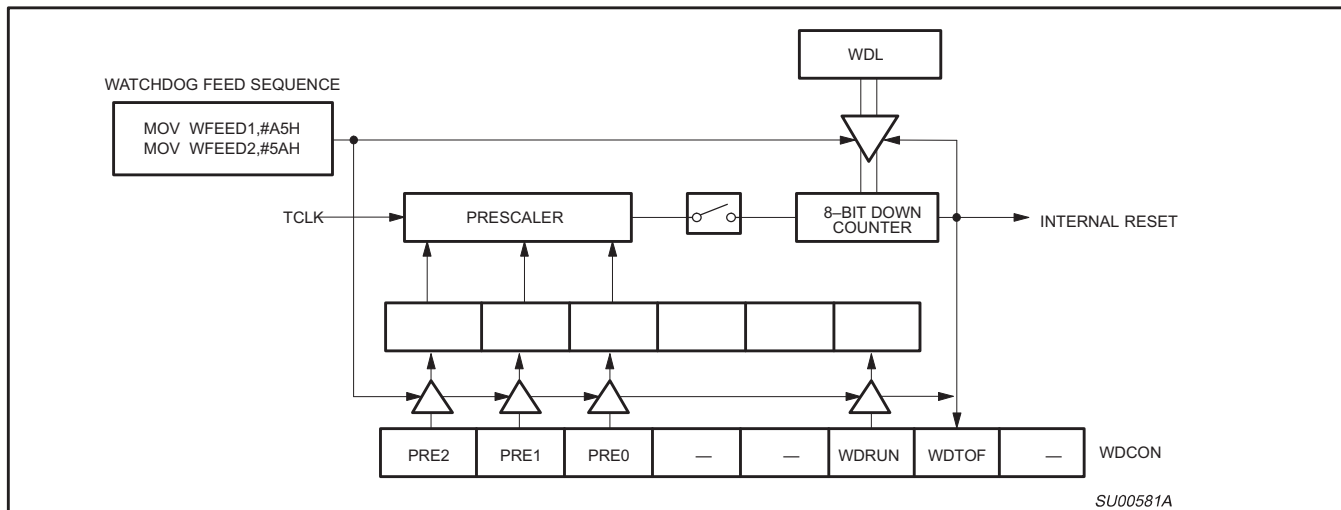 WDL
WATCHDOG FEED SEQUENCE
MOV WFEED1,#A5H
MOV WFEED2,#5AH
TCLK
PRESCALER
8–BIT DOWN
COUNTER
INTERNAL RESET
PRE2 PRE1 PRE0 — — WDRUN WDTOF —
WDCON
SU00581A